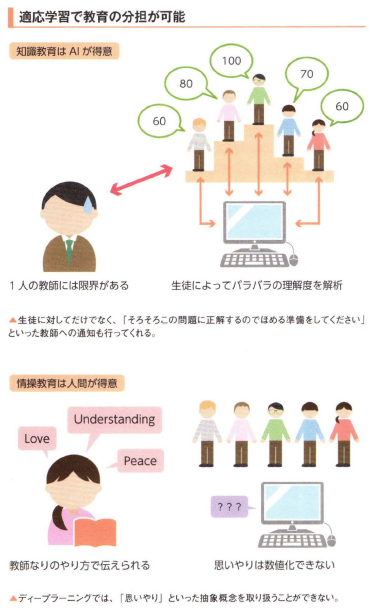 適応学習で教育の分担が可能
知識教育は AI が得意
100
80
70
60
60
1 人の教師には限界がある
生徒によってバラバラの理解度を解析
▲生徒に対してだけでなく、「そろそろこの問題に正解するのでほめる準備をしてください」
といった教師への通知も行ってくれる。
情操教育は人間が得意
Understanding
Love
Peace
? ? ?
教師なりのやり方で伝えられる
思いやりは数値化できない
▲ディープラーニングでは、「思いやり」といった抽象概念を取り扱うことができない。